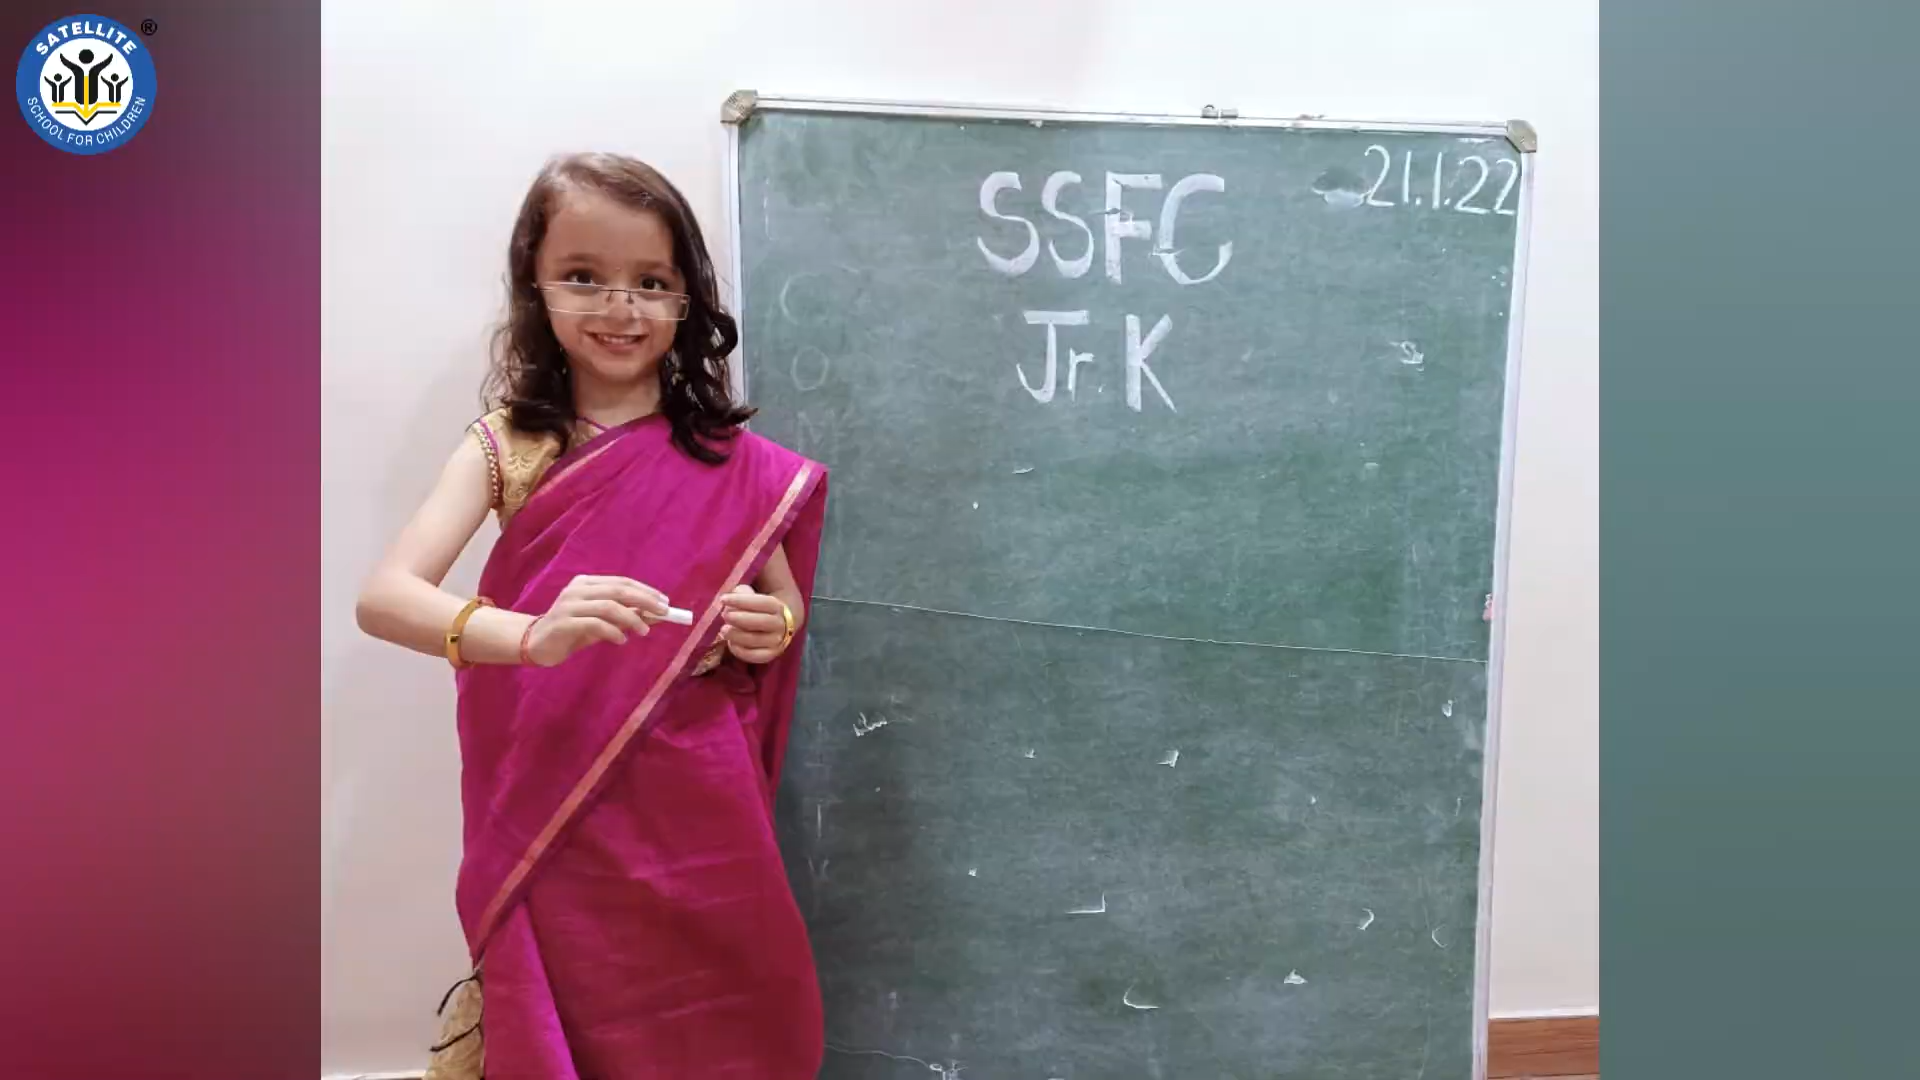 SATELLITE
®
SCHOOL FOR CHILDREN
21.1.22
SSFC
Jr. K